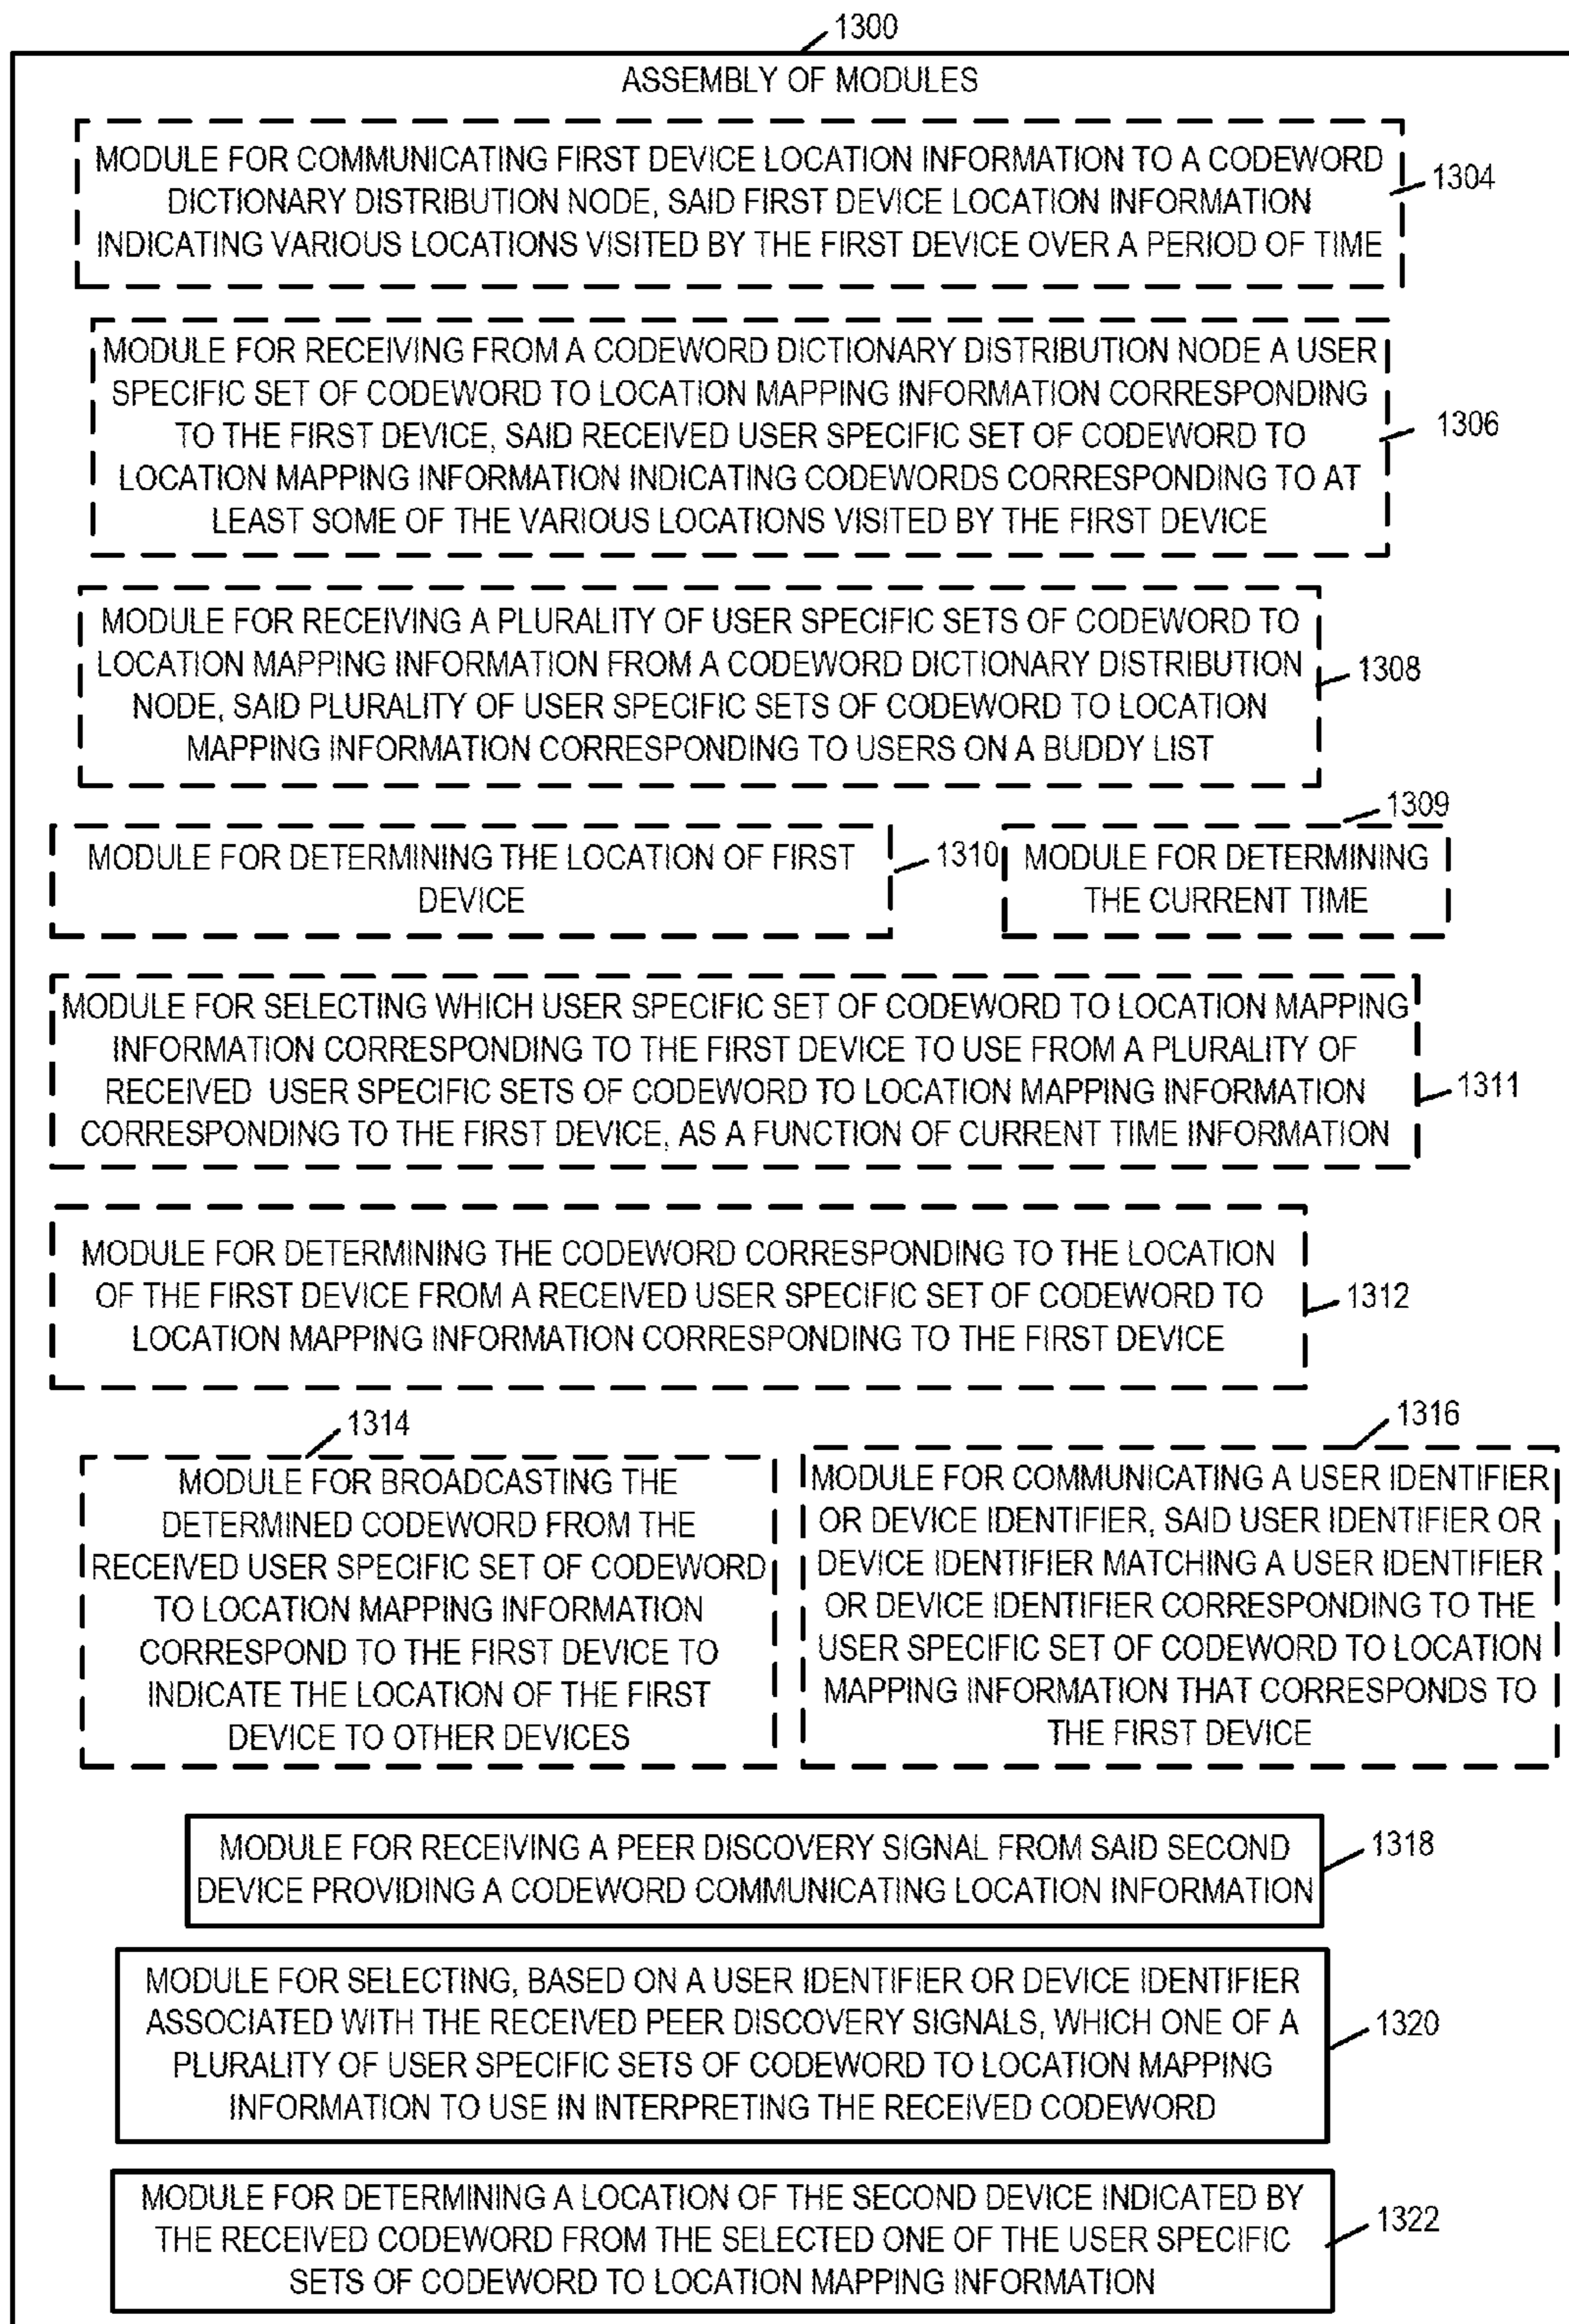 1300
ASSEMBLY OF MODULES
MODULE FOR COMMUNICATING FIRST DEVICE LOCATION INFORMATION TO A CODEWORD
DICTIONARY DISTRIBUTION NODE, SAID FIRST DEVICE LOCATION INFORMATION
INDICATING VARIOUS LOCATIONS VISITED BY THE FIRST DEVICE OVER A PERIOD OF TIME
1304
MODULE FOR RECEIVING FROM A CODEWORD DICTIONARY DISTRIBUTION NODE A USER
SPECIFIC SET OF CODEWORD TO LOCATION MAPPING INFORMATION CORRESPONDING
TO THE FIRST DEVICE, SAID RECEIVED USER SPECIFIC SET OF CODEWORD TO
LOCATION MAPPING INFORMATION INDICATING CODEWORDS CORRESPONDING TO AT
LEAST SOME OF THE VARIOUS LOCATIONS VISITED BY THE FIRST DEVICE
1306
MODULE FOR RECEIVING A PLURALITY OF USER SPECIFIC SETS OF CODEWORD TO
LOCATION MAPPING INFORMATION FROM A CODEWORD DICTIONARY DISTRIBUTION
NODE, SAID PLURALITY OF USER SPECIFIC SETS OF CODEWORD TO LOCATION
MAPPING INFORMATION CORRESPONDING TO USERS ON A BUDDY LIST
1308
MODULE FOR DETERMINING THE LOCATION OF FIRST
DEVICE
1310
1309
MODULE FOR DETERMINING
THE CURRENT TIME
MODULE FOR SELECTING WHICH USER SPECIFIC SET OF CODEWORD TO LOCATION MAPPING
INFORMATION CORRESPONDING TO THE FIRST DEVICE TO USE FROM A PLURALITY OF
RECEIVED USER SPECIFIC SETS OF CODEWORD TO LOCATION MAPPING INFORMATION
CORRESPONDING TO THE FIRST DEVICE, AS A FUNCTION OF CURRENT TIME INFORMATION
1311
MODULE FOR DETERMINING THE CODEWORD CORRESPONDING TO THE LOCATION
OF THE FIRST DEVICE FROM A RECEIVED USER SPECIFIC SET OF CODEWORD TO
LOCATION MAPPING INFORMATION CORRESPONDING TO THE FIRST DEVICE
1312
1314
MODULE FOR BROADCASTING THE
DETERMINED CODEWORD FROM THE
RECEIVED USER SPECIFIC SET OF CODEWORD
TO LOCATION MAPPING INFORMATION
CORRESPOND TO THE FIRST DEVICE TO
INDICATE THE LOCATION OF THE FIRST
DEVICE TO OTHER DEVICES
1316
MODULE FOR COMMUNICATING A USER IDENTIFIER
OR DEVICE IDENTIFIER, SAID USER IDENTIFIER OR
DEVICE IDENTIFIER MATCHING A USER IDENTIFIER
OR DEVICE IDENTIFIER CORRESPONDING TO THE
USER SPECIFIC SET OF CODEWORD TO LOCATION
MAPPING INFORMATION THAT CORRESPONDS TO
THE FIRST DEVICE
MODULE FOR RECEIVING A PEER DISCOVERY SIGNAL FROM SAID SECOND
DEVICE PROVIDING A CODEWORD COMMUNICATING LOCATION INFORMATION
1318
MODULE FOR SELECTING, BASED ON A USER IDENTIFIER OR DEVICE IDENTIFIER
ASSOCIATED WITH THE RECEIVED PEER DISCOVERY SIGNALS, WHICH ONE OF A
PLURALITY OF USER SPECIFIC SETS OF CODEWORD TO LOCATION MAPPING
INFORMATION TO USE IN INTERPRETING THE RECEIVED CODEWORD
1320
MODULE FOR DETERMINING A LOCATION OF THE SECOND DEVICE INDICATED BY
THE RECEIVED CODEWORD FROM THE SELECTED ONE OF THE USER SPECIFIC
SETS OF CODEWORD TO LOCATION MAPPING INFORMATION
1322